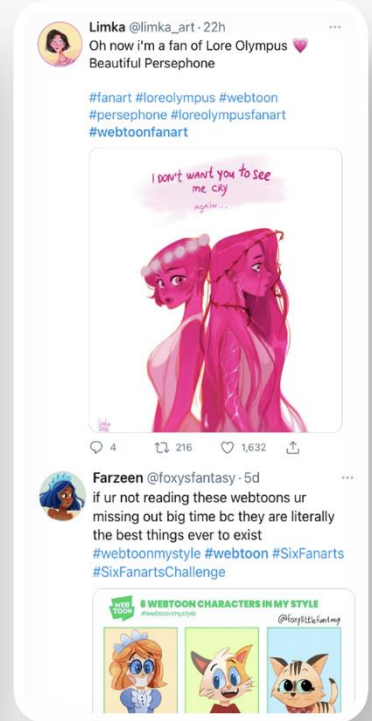 Limka @limka_art · 22h
Oh now i'm a fan of Lore Olympus 💗
Beautiful Persephone
#fanart #loreolympus #webtoon
#persephone #loreolympusfanart
#webtoonfanart
I DON'T WANT YOU TO SEE
ME CRY
AGAIN...
limka
4 216 1,632
Farzeen @foxysfantasy · 5d
if ur not reading these webtoons ur
missing out big time bc they are literally
the best things ever to exist
#webtoonmystyle #webtoon #SixFanarts
#SixFanartsChallenge
WEB
TOON
6 WEBTOON CHARACTERS IN MY STYLE
#webtoonmystyle
@foxylittlefantasy